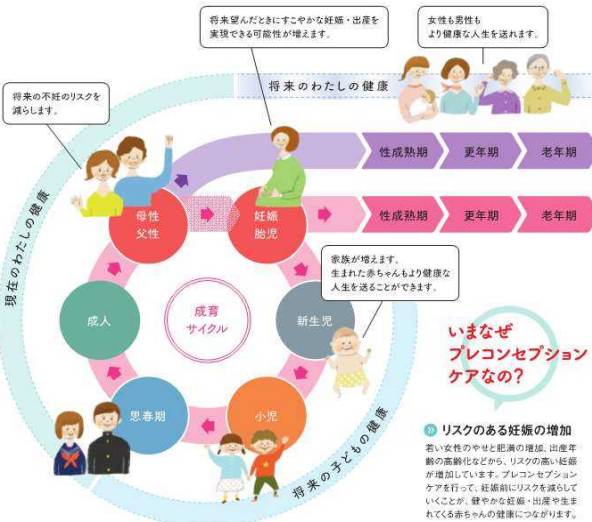 将来望んだときにすこやかな妊娠・出産を
実現できる可能性が増えます。
女性も男性も
より健康な人生を送れます。
将来の不妊のリスクを
減らします。
将来のわたしの健康
現在のわたしの健康
性成熟期
更年期
老年期
母性
父性
妊娠
胎児
性成熟期
更年期
老年期
家族が増えます。
生まれた赤ちゃんもより健康な
人生を送ることができます。
成人
成育
サイクル
新生児
思春期
小児
将来の子どもの健康
いまなぜ
プレコンセプション
ケアなの?
リスクのある妊娠の増加
若い女性のやせと肥満の増加、出産年
齢の高齢化などから、リスクの高い妊娠
が増加しています。プレコンセプション
ケアを行って、妊娠前にリスクを減らして
いくことが、健やかな妊娠・出産や生ま
れてくる赤ちゃんの健康につながります。